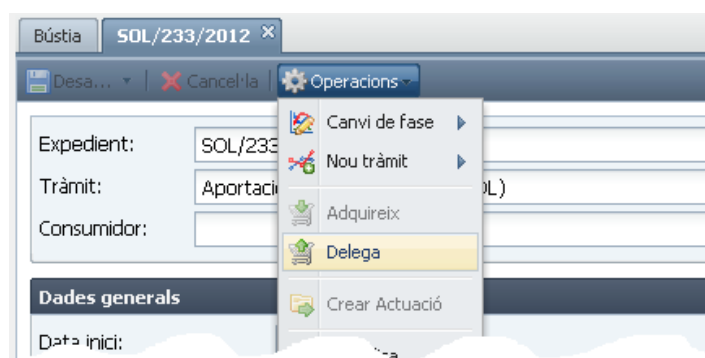 Bústia SOL/233/2012
Desa... Cancel·la Operacions
Canvi de fase
Expedient: SOL/233
Nou tràmit
Tràmit: Aportaci OL)
Adquireix
Consumidor:
Delega
Dades generals
Crear Actuació
Data inici: